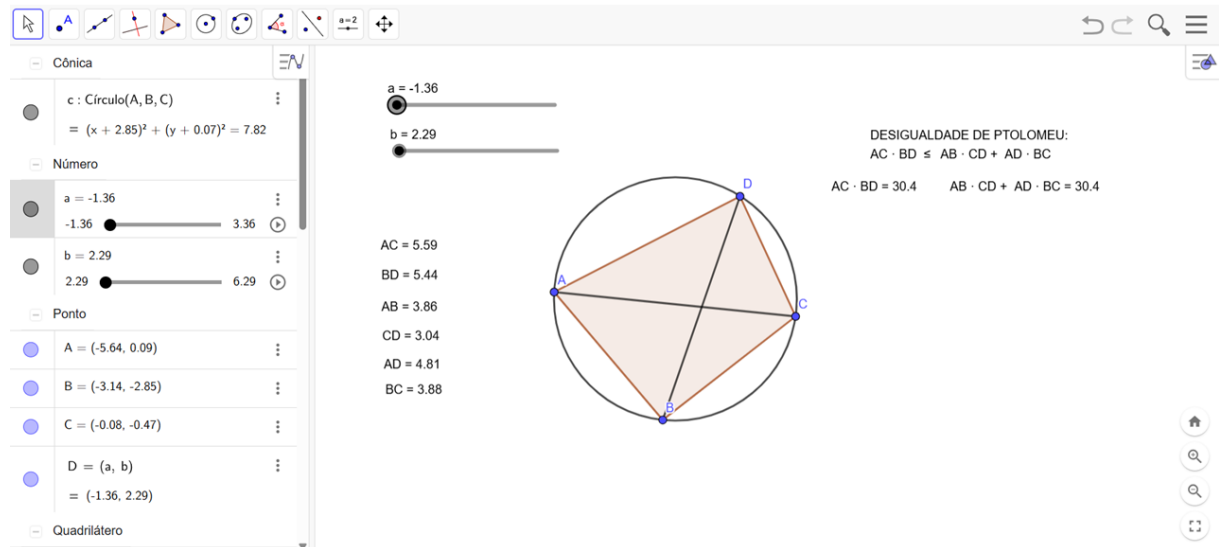 A
a=2
Cônica
c : Círculo(A, B, C)
= (x + 2.85)² + (y + 0.07)² = 7.82
Número
a = -1.36
-1.36 3.36
b = 2.29
2.29 6.29
Ponto
A = (-5.64, 0.09)
B = (-3.14, -2.85)
C = (-0.08, -0.47)
D = (a, b)
= (-1.36, 2.29)
Quadrilátero
a = -1.36
b = 2.29
DESIGUALDADE DE PTOLOMEU:
AC · BD ≤ AB · CD + AD · BC
AC · BD = 30.4 AB · CD + AD · BC = 30.4
AC = 5.59
BD = 5.44
AB = 3.86
CD = 3.04
AD = 4.81
BC = 3.88
D
A
C
B